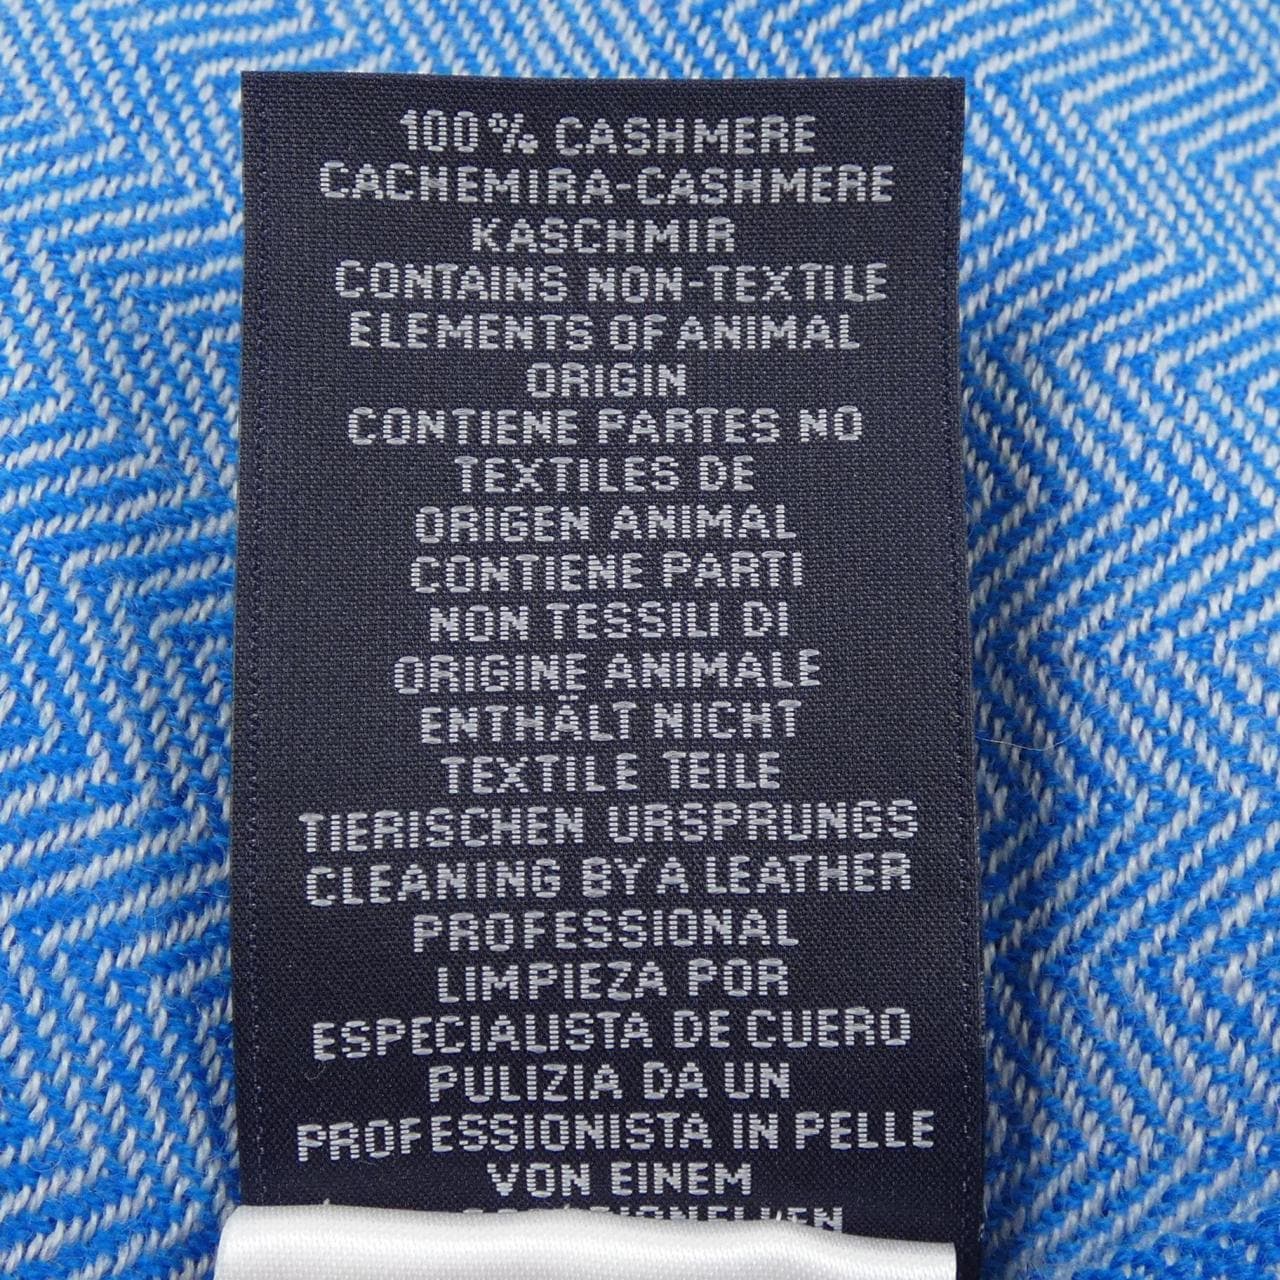 100% CASHMERE
CACHEMIRA-CASHMERE
KASCHMIR
CONTAINS NON-TEXTILE
ELEMENTS OF ANIMAL
ORIGIN
CONTIENE PARTES NO
TEXTILES DE
ORIGEN ANIMAL
CONTIENE PARTI
NON TESSILI DI
ORIGINE ANIMALE
ENTHÄLT NICHT
TEXTILE TEILE
TIERISCHEN URSPRUNGS
CLEANING BY A LEATHER
PROFESSIONAL
LIMPIEZA POR
ESPECIALISTA DE CUERO
PULIZIA DA UN
PROFESSIONISTA IN PELLE
VON EINEM